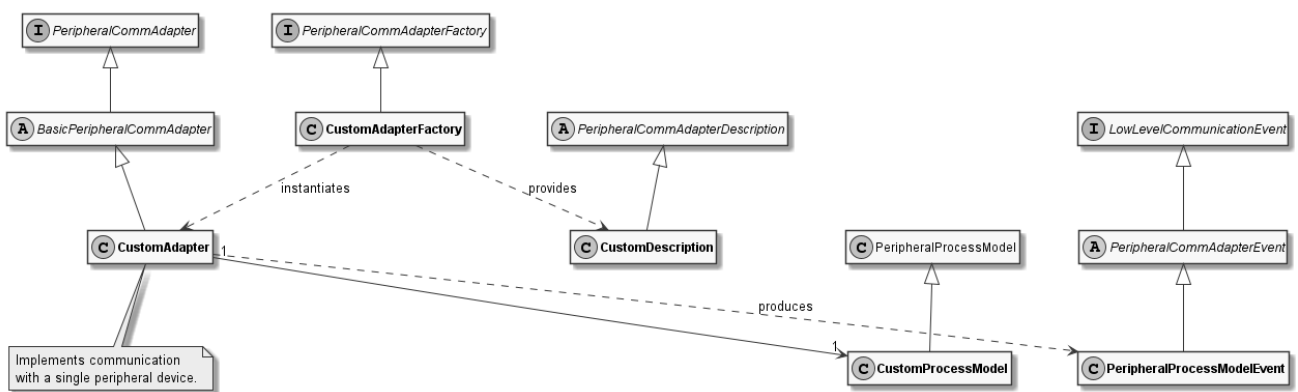 I PeripheralCommAdapter
I PeripheralCommAdapterFactory
A BasicPeripheralCommAdapter
C CustomAdapterFactory
A PeripheralCommAdapterDescription
I LowLevelCommunicationEvent
instantiates
provides
C CustomAdapter
1
C CustomDescription
C PeripheralProcessModel
A PeripheralCommAdapterEvent
produces
Implements communication
with a single peripheral device.
1
C CustomProcessModel
C PeripheralProcessModelEvent